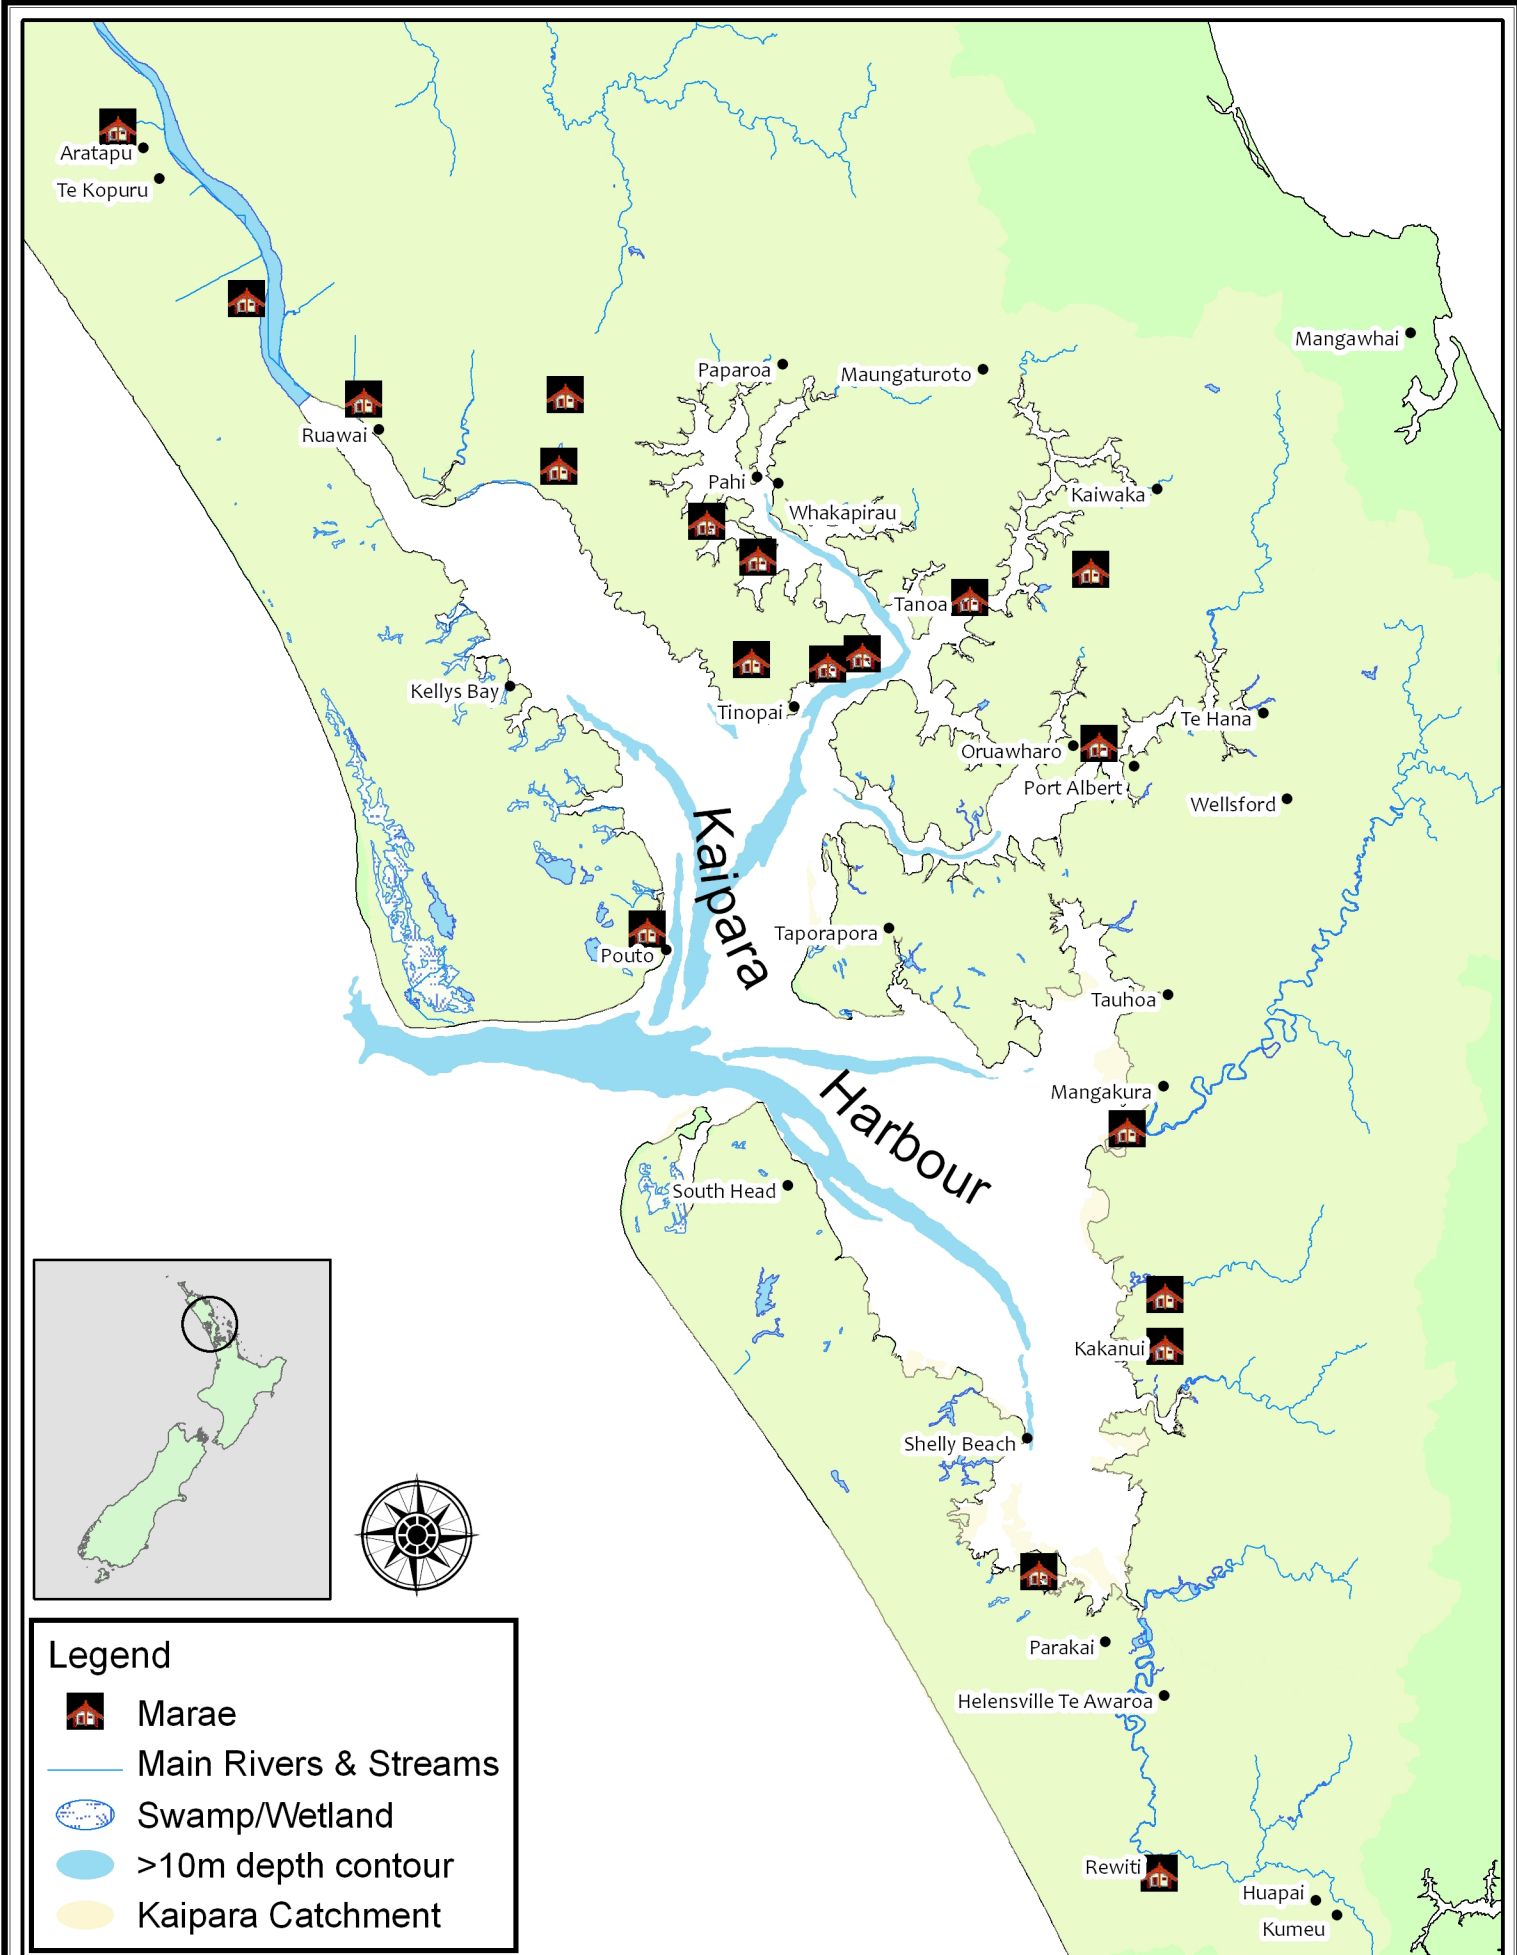 Aratapu
Te Kopuru
Mangawhai
Paparoa
Maungaturoto
Ruawai
Pahi
Kaiwaka
Whakapirau
Tanoa
Kellys Bay
Tinopai
Te Hana
Oruawharo
Port Albert
Wellsford
Kaipara
Taporapora
Pouto
Tauhoa
Mangakura
Harbour
South Head
Kakanui
Shelly Beach
Parakai
Helensville Te Awaroa
Rewiti
Huapai
Kumeu
Legend
Marae
Main Rivers & Streams
Swamp/Wetland
>10m depth contour
Kaipara Catchment